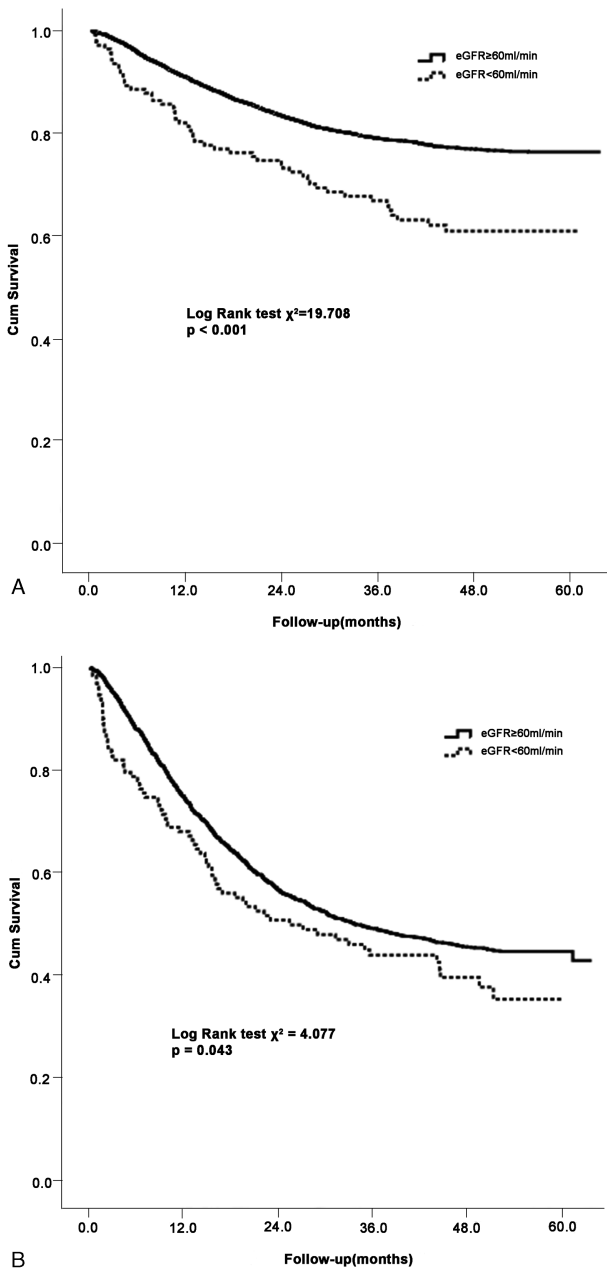 1.0
0.8
0.6
0.4
0.2
0.0
Cum Survival
eGFR≥60ml/min
eGFR<60ml/min
Log Rank test χ²=19.708
p < 0.001
A
0.0 12.0 24.0 36.0 48.0 60.0
Follow-up(months)
1.0
0.8
0.6
0.4
0.2
0.0
Cum Survival
eGFR≥60ml/min
eGFR<60ml/min
Log Rank test χ² = 4.077
p = 0.043
0.0 12.0 24.0 36.0 48.0 60.0
B
Follow-up(months)